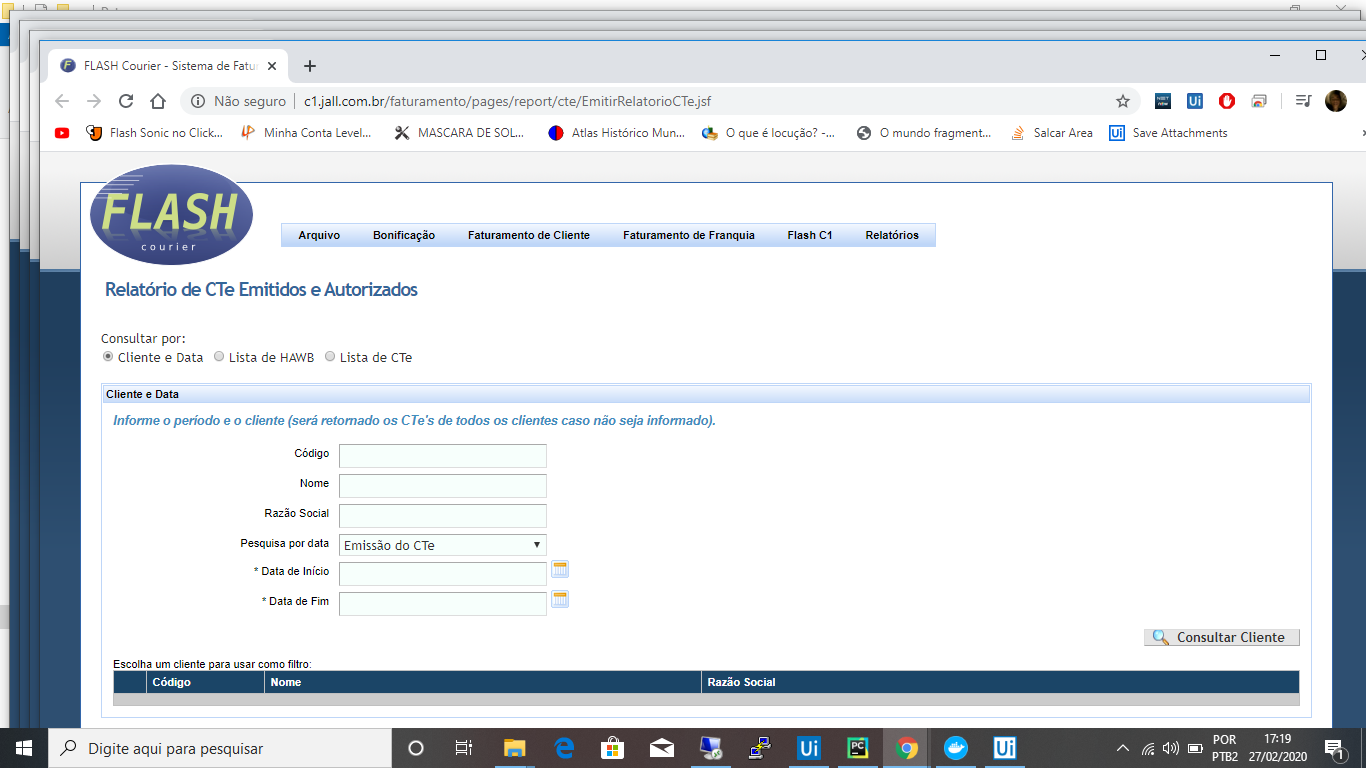 FLASH Courier - Sistema de Fatur
Não seguro | c1.jall.com.br/faturamento/pages/report/cte/EmitirRelatorioCTe.jsf
Flash Sonic no Click... Minha Conta Level... MASCARA DE SOL... Atlas Histórico Mun... O que é locução? -... O mundo fragment... Salcar Area Save Attachments
FLASH
courier
Arquivo Bonificação Faturamento de Cliente Faturamento de Franquia Flash C1 Relatórios
Relatório de CTe Emitidos e Autorizados
Consultar por:
Cliente e Data Lista de HAWB Lista de CTe
Cliente e Data
Informe o período e o cliente (será retornado os CTe's de todos os clientes caso não seja informado).
Código
Nome
Razão Social
Pesquisa por data Emissão do CTe
* Data de Início
* Data de Fim
Consultar Cliente
Escolha um cliente para usar como filtro:
Código Nome Razão Social
Digite aqui para pesquisar
POR 17:19
PTB2 27/02/2020